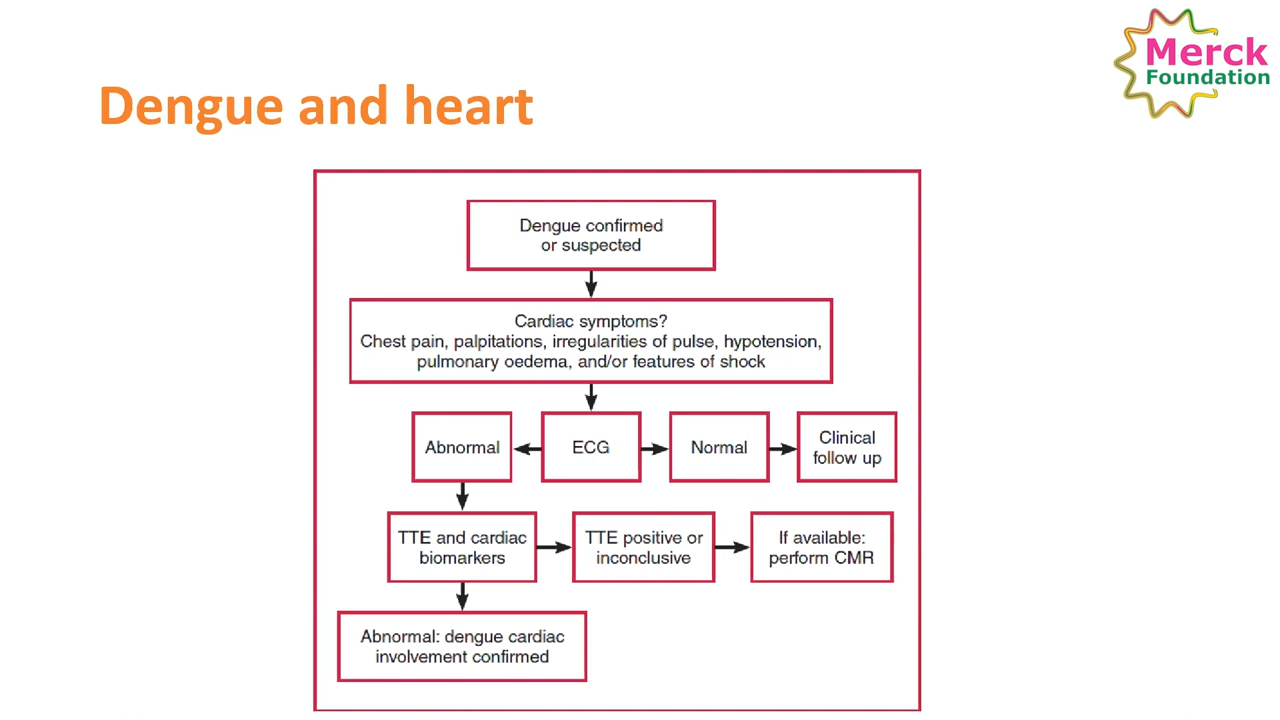 Merck
Foundation
Dengue and heart
Dengue confirmed
or suspected
Cardiac symptoms?
Chest pain, palpitations, irregularities of pulse, hypotension,
pulmonary oedema, and/or features of shock
Abnormal
ECG
Normal
Clinical
follow up
TTE and cardiac
biomarkers
TTE positive or
inconclusive
If available:
perform CMR
Abnormal: dengue cardiac
involvement confirmed